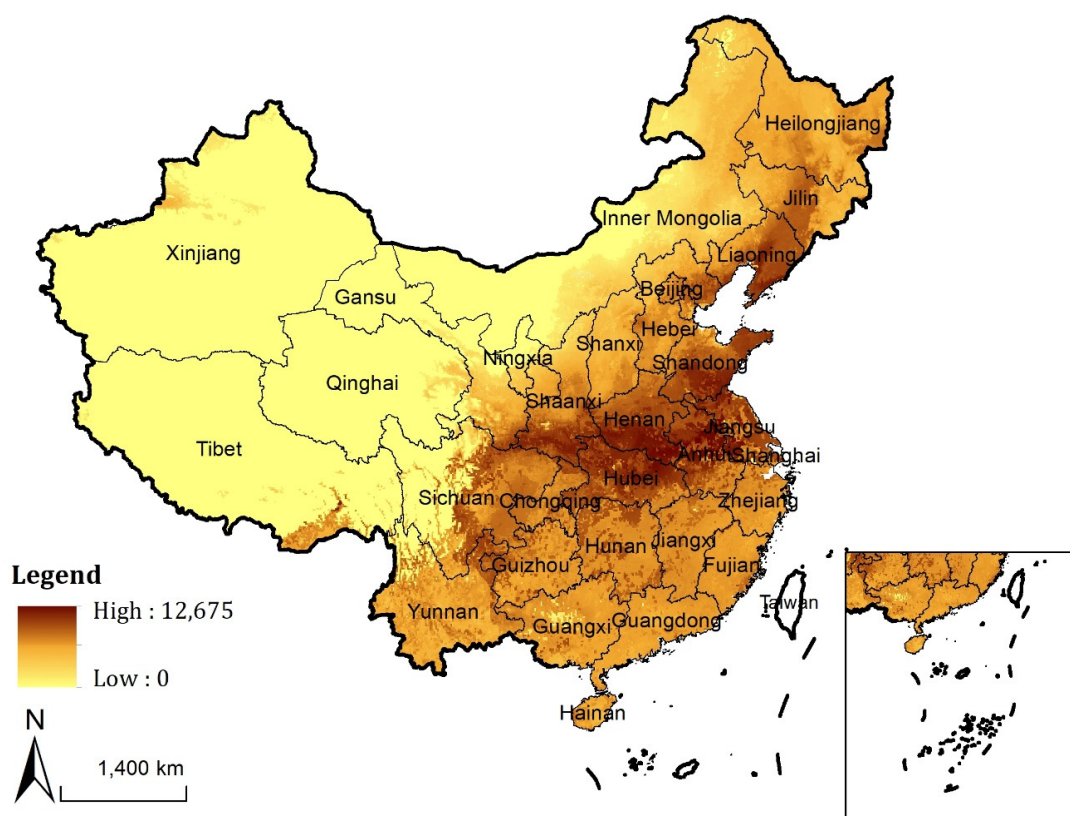 Heilongjiang
Jilin
Inner Mongolia
Liaoning
Xinjiang
Beijing
Gansu
Heber
Shanxi
Ningxia
Shandong
Qinghai
Shaanxi
Henan
Jiangsu
Tibet
Anhui
Shanghai
Hubei
Sichuan
Chongqing
Zhejiang
Hunan
Jiangxi
Guizhou
Fujian
Legend
High : 12,675
Low : 0
Yunnan
Guangxi
Guangdong
Taiwan
Hainan
N
1,400 km